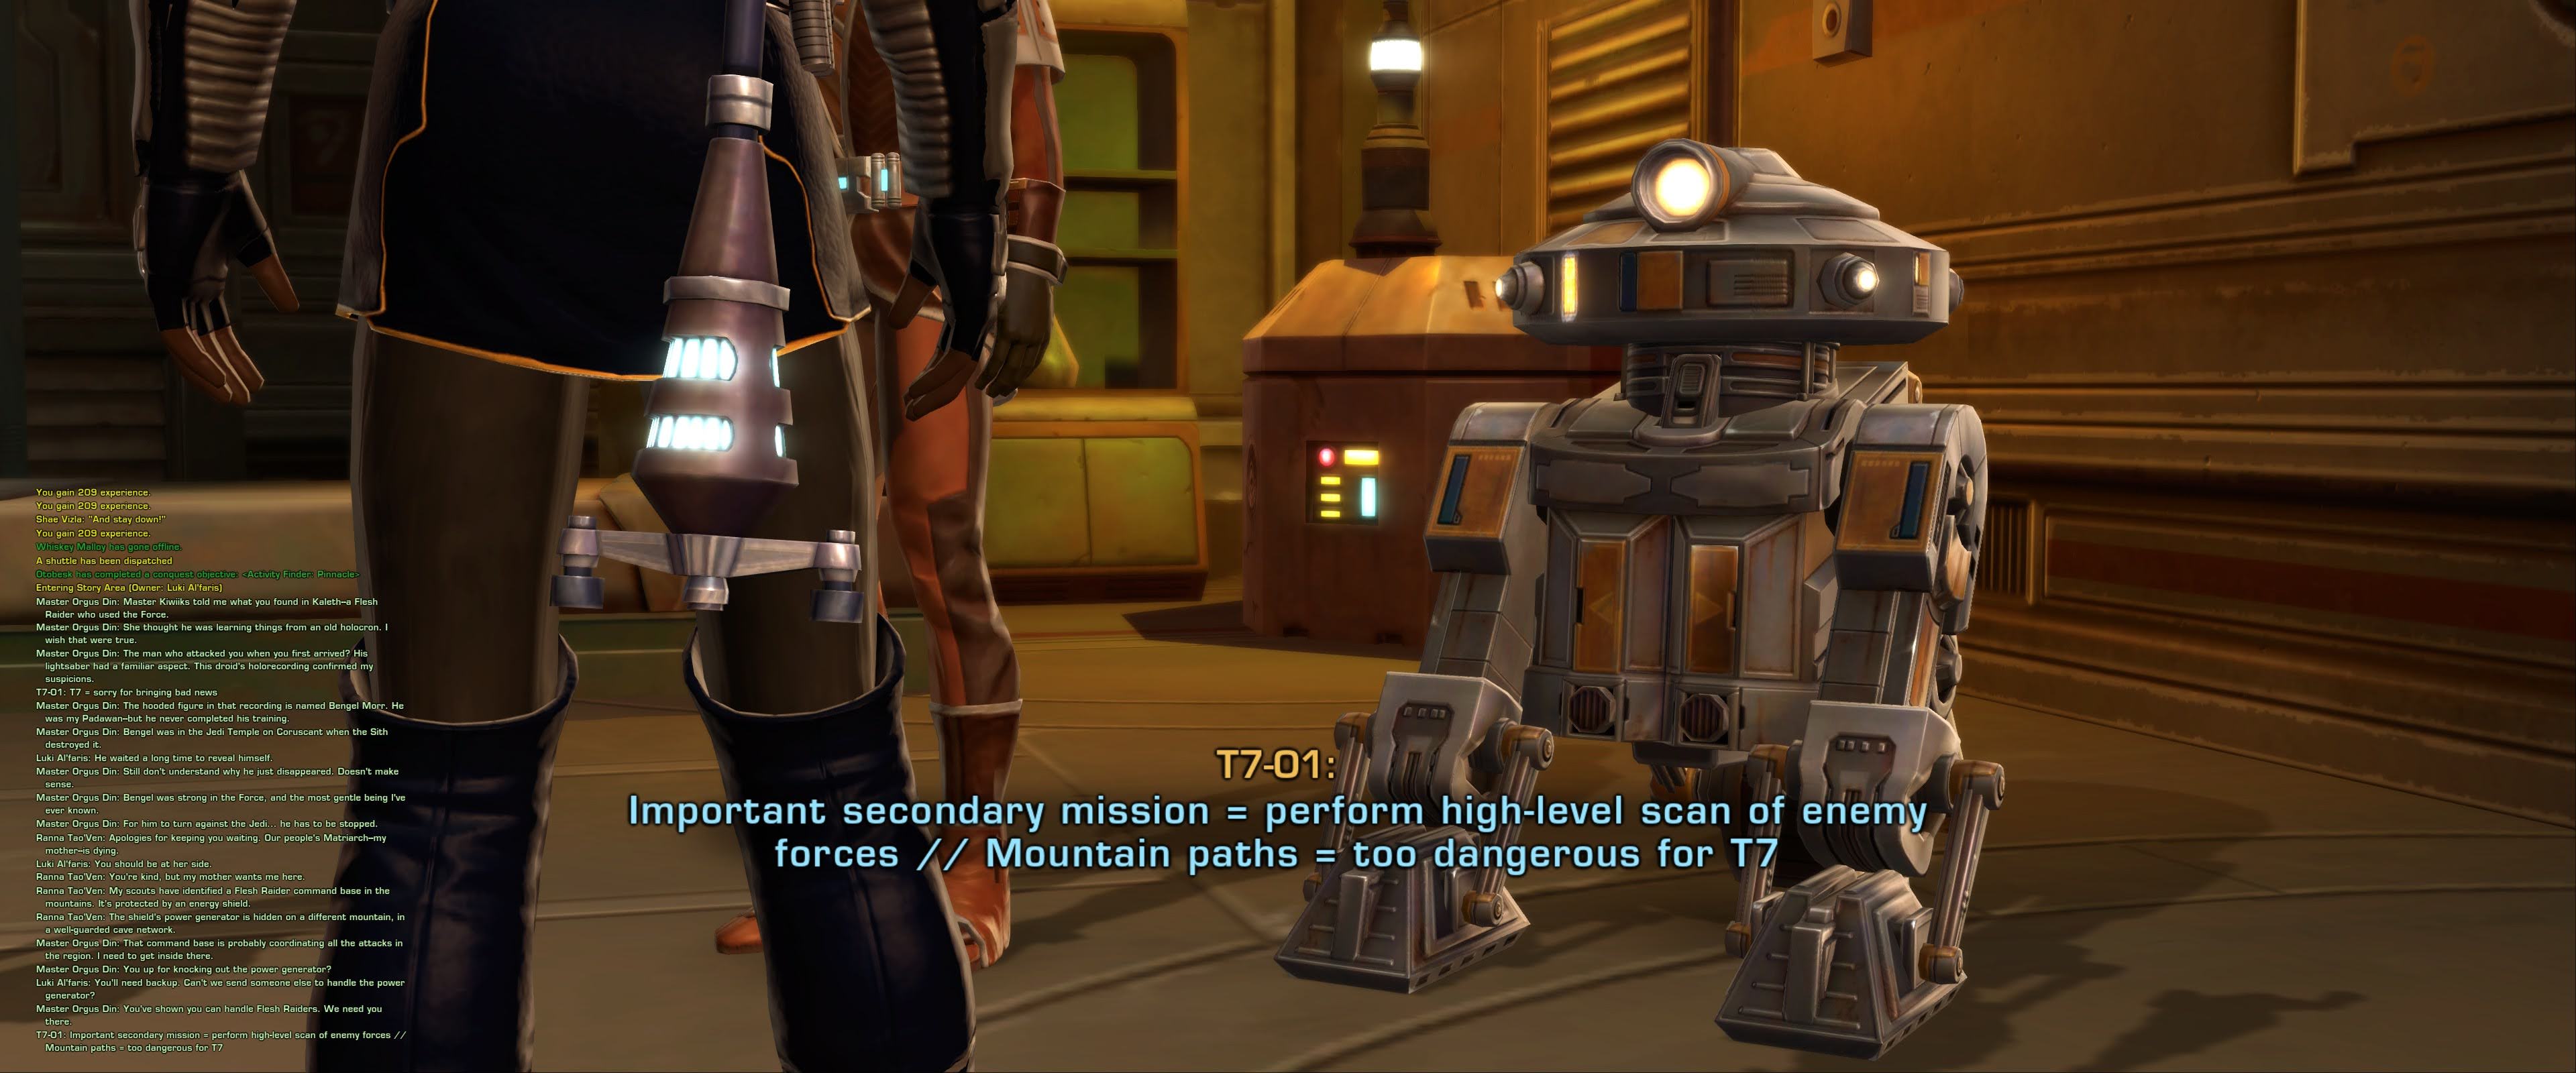 You gain 209 experience.
You gain 209 experience.
Shae Vizla: "And stay down!"
You gain 209 experience.
Whiskey Malloy has gone offline.
A shuttle has been dispatched
Otobesk has completed a conquest objective: <Activity Finder: Pinnacle>
Entering Story Area (Owner: Luki Al'faris)
Master Orgus Din: Master Kiwiiks told me what you found in Kaleth—a Flesh
Raider who used the Force.
Master Orgus Din: She thought he was learning things from an old holocron. I
wish that were true.
Master Orgus Din: The man who attacked you when you first arrived? His
lightsaber had a familiar aspect. This droid's holorecording confirmed my
suspicions.
T7-01: T7 = sorry for bringing bad news
Master Orgus Din: The hooded figure in that recording is named Bengel Morr. He
was my Padawan—but he never completed his training.
Master Orgus Din: Bengel was in the Jedi Temple on Coruscant when the Sith
destroyed it.
Luki Al'faris: He waited a long time to reveal himself.
Master Orgus Din: Still don't understand why he just disappeared. Doesn't make
sense.
Master Orgus Din: Bengel was strong in the Force, and the most gentle being I've
ever known.
Master Orgus Din: For him to turn against the Jedi... he has to be stopped.
Ranna Tao'Ven: Apologies for keeping you waiting. Our people's Matriarch—my
mother—is dying.
Luki Al'faris: You should be at her side.
Ranna Tao'Ven: You're kind, but my mother wants me here.
Ranna Tao'Ven: My scouts have identified a Flesh Raider command base in the
mountains. It's protected by an energy shield.
Ranna Tao'Ven: The shield's power generator is hidden on a different mountain, in
a well-guarded cave network.
Master Orgus Din: That command base is probably coordinating all the attacks in
the region. I need to get inside there.
Master Orgus Din: You up for knocking out the power generator?
Luki Al'faris: You'll need backup. Can't we send someone else to handle the power
generator?
Master Orgus Din: You've shown you can handle Flesh Raiders. We need you
there.
T7-01: Important secondary mission = perform high-level scan of enemy forces //
Mountain paths = too dangerous for T7
T7-01:
Important secondary mission = perform high-level scan of enemy
forces // Mountain paths = too dangerous for T7